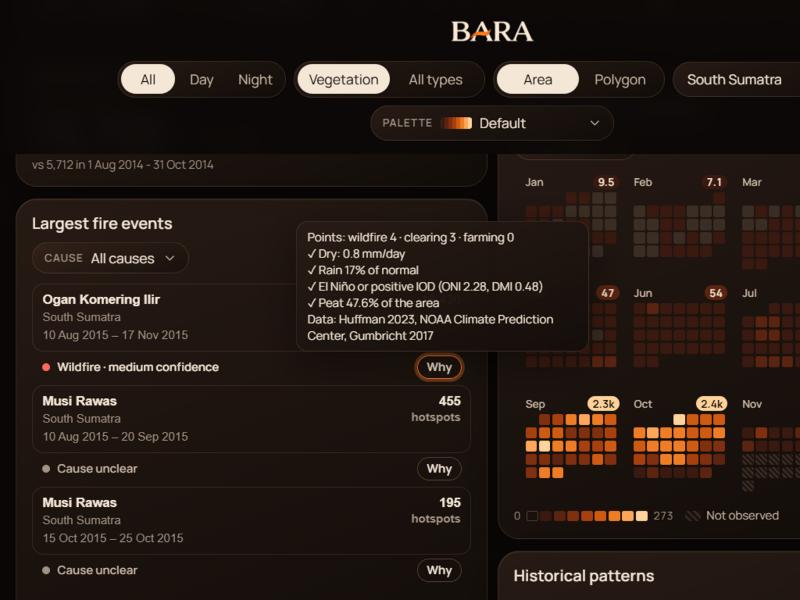 BARA
All Day Night Vegetation All types Area Polygon South Sumatra
PALETTE Default
vs 5,712 in 1 Aug 2014 - 31 Oct 2014
Largest fire events
CAUSE All causes
Points: wildfire 4 · clearing 3 · farming 0
✓ Dry: 0.8 mm/day
✓ Rain 17% of normal
✓ El Niño or positive IOD (ONI 2.28, DMI 0.48)
✓ Peat 47.6% of the area
Data: Huffman 2023, NOAA Climate Prediction
Center, Gumbricht 2017
Ogan Komering Ilir
South Sumatra
10 Aug 2015 – 17 Nov 2015
Wildfire · medium confidence Why
Musi Rawas 455
South Sumatra hotspots
10 Aug 2015 – 20 Sep 2015
Cause unclear Why
Musi Rawas 195
South Sumatra hotspots
15 Oct 2015 – 25 Oct 2015
Cause unclear Why
Jan 9.5 Feb 7.1 Mar
47 Jun 54 Jul
Sep 2.3k Oct 2.4k Nov
0 273 Not observed
Historical patterns